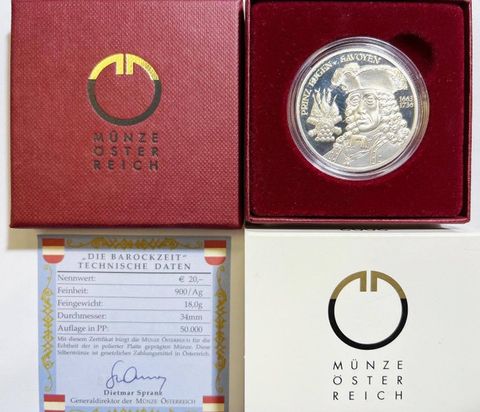 MÜNZE
ÖSTER
REICH
PRINZ EUGEN v. SAVOYEN
1663
1736
„DIE BAROCKZEIT"
TECHNISCHE DATEN
Nennwert: € 20,–
Feinheit: 900/Ag
Feingewicht: 18,0g
Durchmesser: 34mm
Auflage in PP: 50.000
Mit diesem Zertifikat bürgt die MÜNZE ÖSTERREICH für die
Echtheit der in polierter Platte geprägten Münze. Diese
Silbermünze ist gesetzliches Zahlungsmittel in Österreich.
Dietmar Spranz
Generaldirektor der MÜNZE ÖSTERREICH
MÜNZE
ÖSTER
REICH